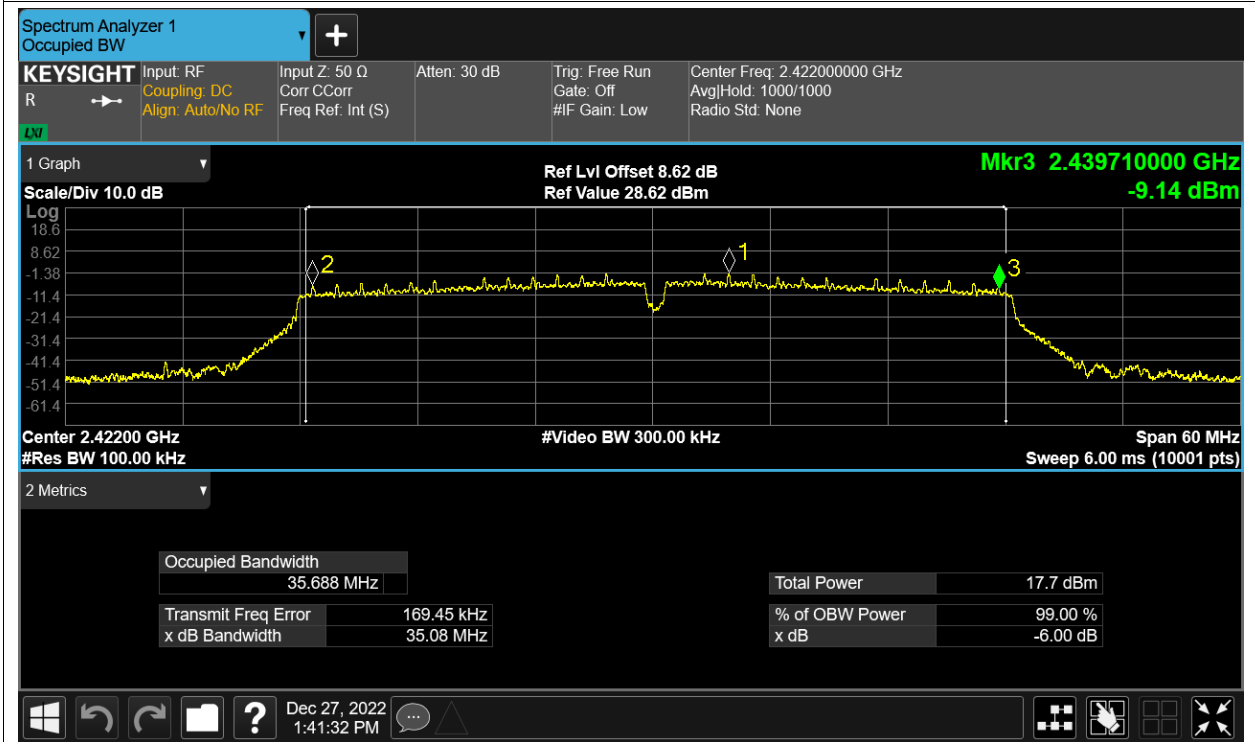 Spectrum Analyzer 1
Occupied BW
▼
+
KEYSIGHT Input: RF Input Z: 50 Ω Atten: 30 dB Trig: Free Run Center Freq: 2.422000000 GHz
R Coupling: DC Corr CCorr Gate: Off Avg|Hold: 1000/1000
Align: Auto/No RF Freq Ref: Int (S) #IF Gain: Low Radio Std: None
LXI
1 Graph ▼ Ref Lvl Offset 8.62 dB Mkr3 2.439710000 GHz
Scale/Div 10.0 dB Ref Value 28.62 dBm -9.14 dBm
Log
18.6
8.62
-1.38
-11.4
-21.4
-31.4
-41.4
-51.4
-61.4
2
1
3
Center 2.42200 GHz #Video BW 300.00 kHz Span 60 MHz
#Res BW 100.00 kHz Sweep 6.00 ms (10001 pts)
2 Metrics ▼
Occupied Bandwidth
35.688 MHz Total Power 17.7 dBm
Transmit Freq Error 169.45 kHz % of OBW Power 99.00 %
x dB Bandwidth 35.08 MHz x dB -6.00 dB
? Dec 27, 2022
1:41:32 PM